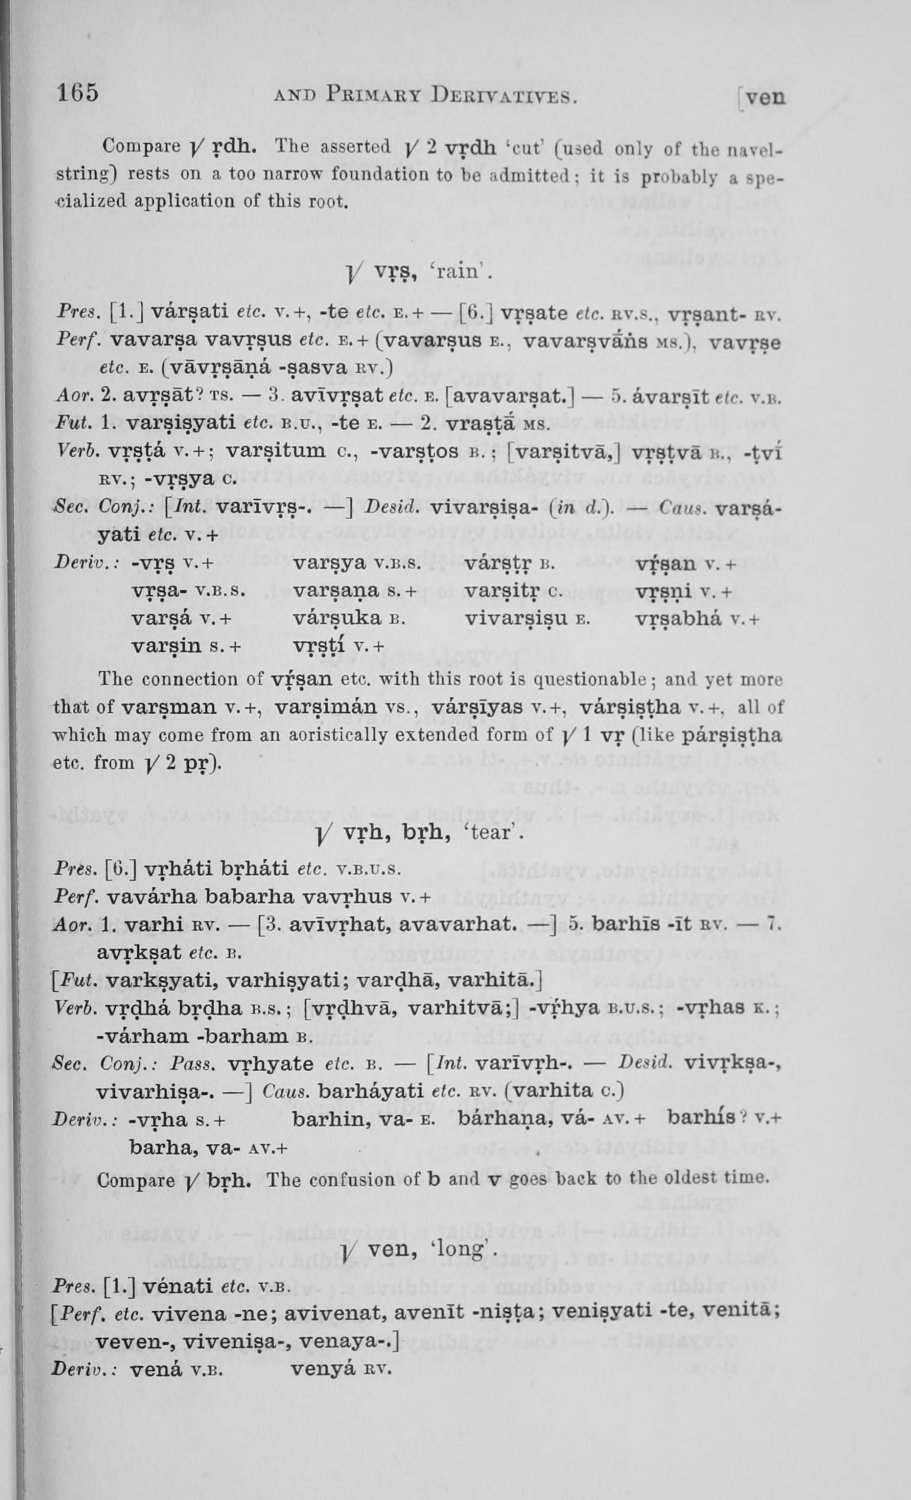 165 AND PRIMARY DERIVATIVES. [ven
Compare √ ṛdh. The asserted √ 2 vṛdh ‘cut’ (used only of the navel-
string) rests on a too narrow foundation to be admitted; it is probably a spe-
cialized application of this root.
√ vṛṣ, ‘rain’.
Pres. [1.] várṣati etc. V.+, -te etc. E.+ — [6.] vṛṣate etc. RV.S., vṛṣant- RV.
Perf. vavarṣa vavṛṣus etc. E.+ (vavarṣus E., vavarṣvā́ṅs MS.), vavṛṣe
etc. E. (vāvṛṣāṇá -ṣasva RV.)
Aor. 2. avṛṣāt? TS. — 3. avīvṛṣat etc. E. [avavarṣat.] — 5. ávarṣīt etc. V.B.
Fut. 1. varṣiṣyati etc. B.U., -te E. — 2. vraṣṭā́ MS.
Verb. vṛṣṭá V.+; varṣitum C., -varṣṭos B.; [varṣitvā,] vṛṣṭvā B., -ṭvī́
RV.; -vṛṣya C.
Sec. Conj.: [Int. varīvṛṣ-. —] Desid. vivarṣiṣa- (in d.). — Caus. varṣá-
yati etc. V.+
Deriv.: -vṛṣ V.+ varṣya V.B.S. várṣṭṛ B. vṛ́ṣan V.+
vṛṣa- V.B.S. varṣaṇa S.+ varṣitṛ C. vṛṣṇi V.+
varṣá V.+ várṣuka B. vivarṣiṣu E. vṛṣabhá V.+
varṣin S.+ vṛṣṭí V.+
The connection of vṛ́ṣan etc. with this root is questionable; and yet more
that of varṣman V.+, varṣimán VS., várṣīyas V.+, várṣiṣṭha V.+, all of
which may come from an aoristically extended form of √ 1 vṛ (like párṣiṣṭha
etc. from √ 2 pṛ).
√ vṛh, bṛh, ‘tear’.
Pres. [6.] vṛháti bṛháti etc. V.B.U.S.
Perf. vavárha babarha vavṛhus V.+
Aor. 1. varhi RV. — [3. avīvṛhat, avavarhat. —] 5. barhīs -īt RV. — 7.
avṛkṣat etc. B.
[Fut. varkṣyati, varhiṣyati; varḍhā, varhitā.]
Verb. vṛḍhá bṛḍha B.S.; [vṛḍhvā, varhitvā;] -vṛ́hya B.U.S.; -vṛhas K.;
-várham -barham B.
Sec. Conj.: Pass. vṛhyate etc. B. — [Int. varīvṛh-. — Desid. vivṛkṣa-,
vivarhiṣa-. —] Caus. barháyati etc. RV. (varhita C.)
Deriv.: -vṛha S.+ barhin, va- E. bárhaṇa, vá- AV.+ barhís? V.+
barha, va- AV.+
Compare √ bṛh. The confusion of b and v goes back to the oldest time.
√ ven, ‘long’.
Pres. [1.] vénati etc. V.B.
[Perf. etc. vivena -ne; avivenat, avenīt -niṣṭa; veniṣyati -te, venitā;
veven-, viveniṣa-, venaya-.]
Deriv.: vená V.B. venyá RV.